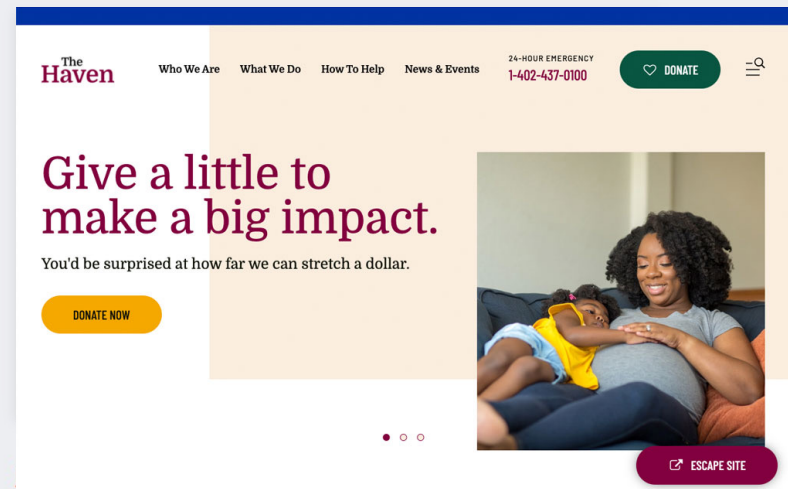 The
Haven
Who We Are
What We Do
How To Help
News & Events
24-HOUR EMERGENCY
1-402-437-0100
DONATE
Give a little to
make a big impact.
You'd be surprised at how far we can stretch a dollar.
DONATE NOW
ESCAPE SITE